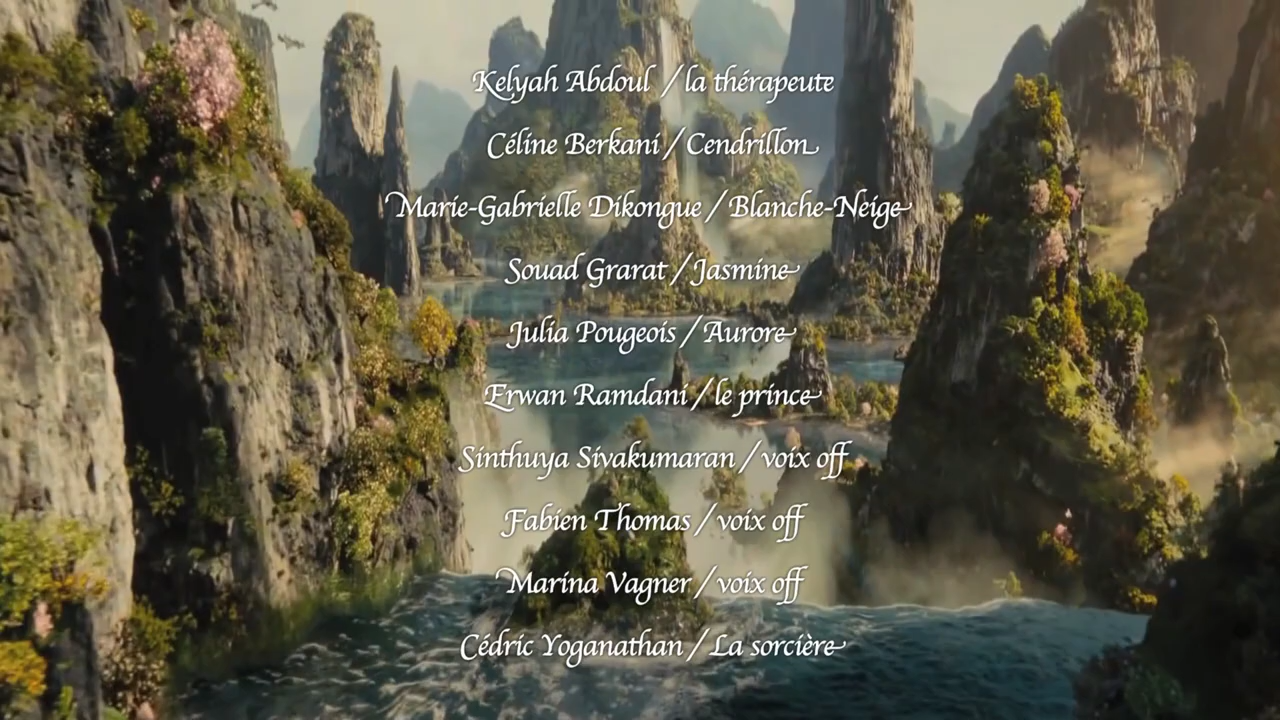 Kelyah Abdoul / la thérapeute
Céline Berkani / Cendrillon
Marie-Gabrielle Dikongue / Blanche-Neige
Souad Grarat / Jasmine
Julia Pougeois / Aurore
Erwan Ramdani / le prince
Sinthuya Sivakumaran / voix off
Fabien Thomas / voix off
Marina Vagner / voix off
Cédric Yoganathan / La sorcière